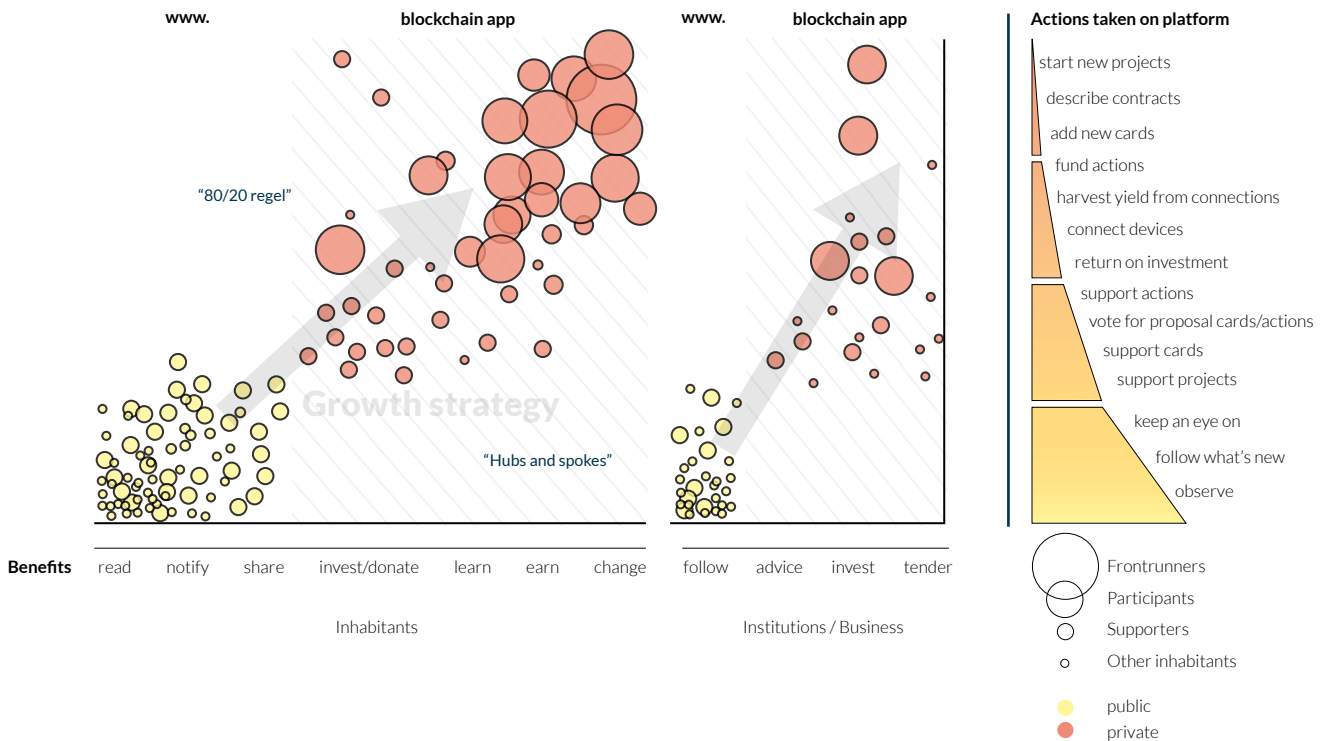 www.
blockchain app
www.
blockchain app
Actions taken on platform
start new projects
describe contracts
add new cards
fund actions
harvest yield from connections
connect devices
return on investment
support actions
vote for proposal cards/actions
support cards
support projects
keep an eye on
follow what's new
observe
“80/20 regel”
Growth strategy
“Hubs and spokes”
Benefits read notify share invest/donate learn earn change
follow advice invest tender
Inhabitants
Institutions / Business
Frontrunners
Participants
Supporters
Other inhabitants
public
private